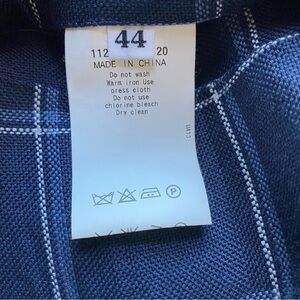 44
112 20
MADE IN CHINA
Do not wash
Warm iron Use
press cloth
Do not use
chlorine bleach
Dry clean
UA13
P